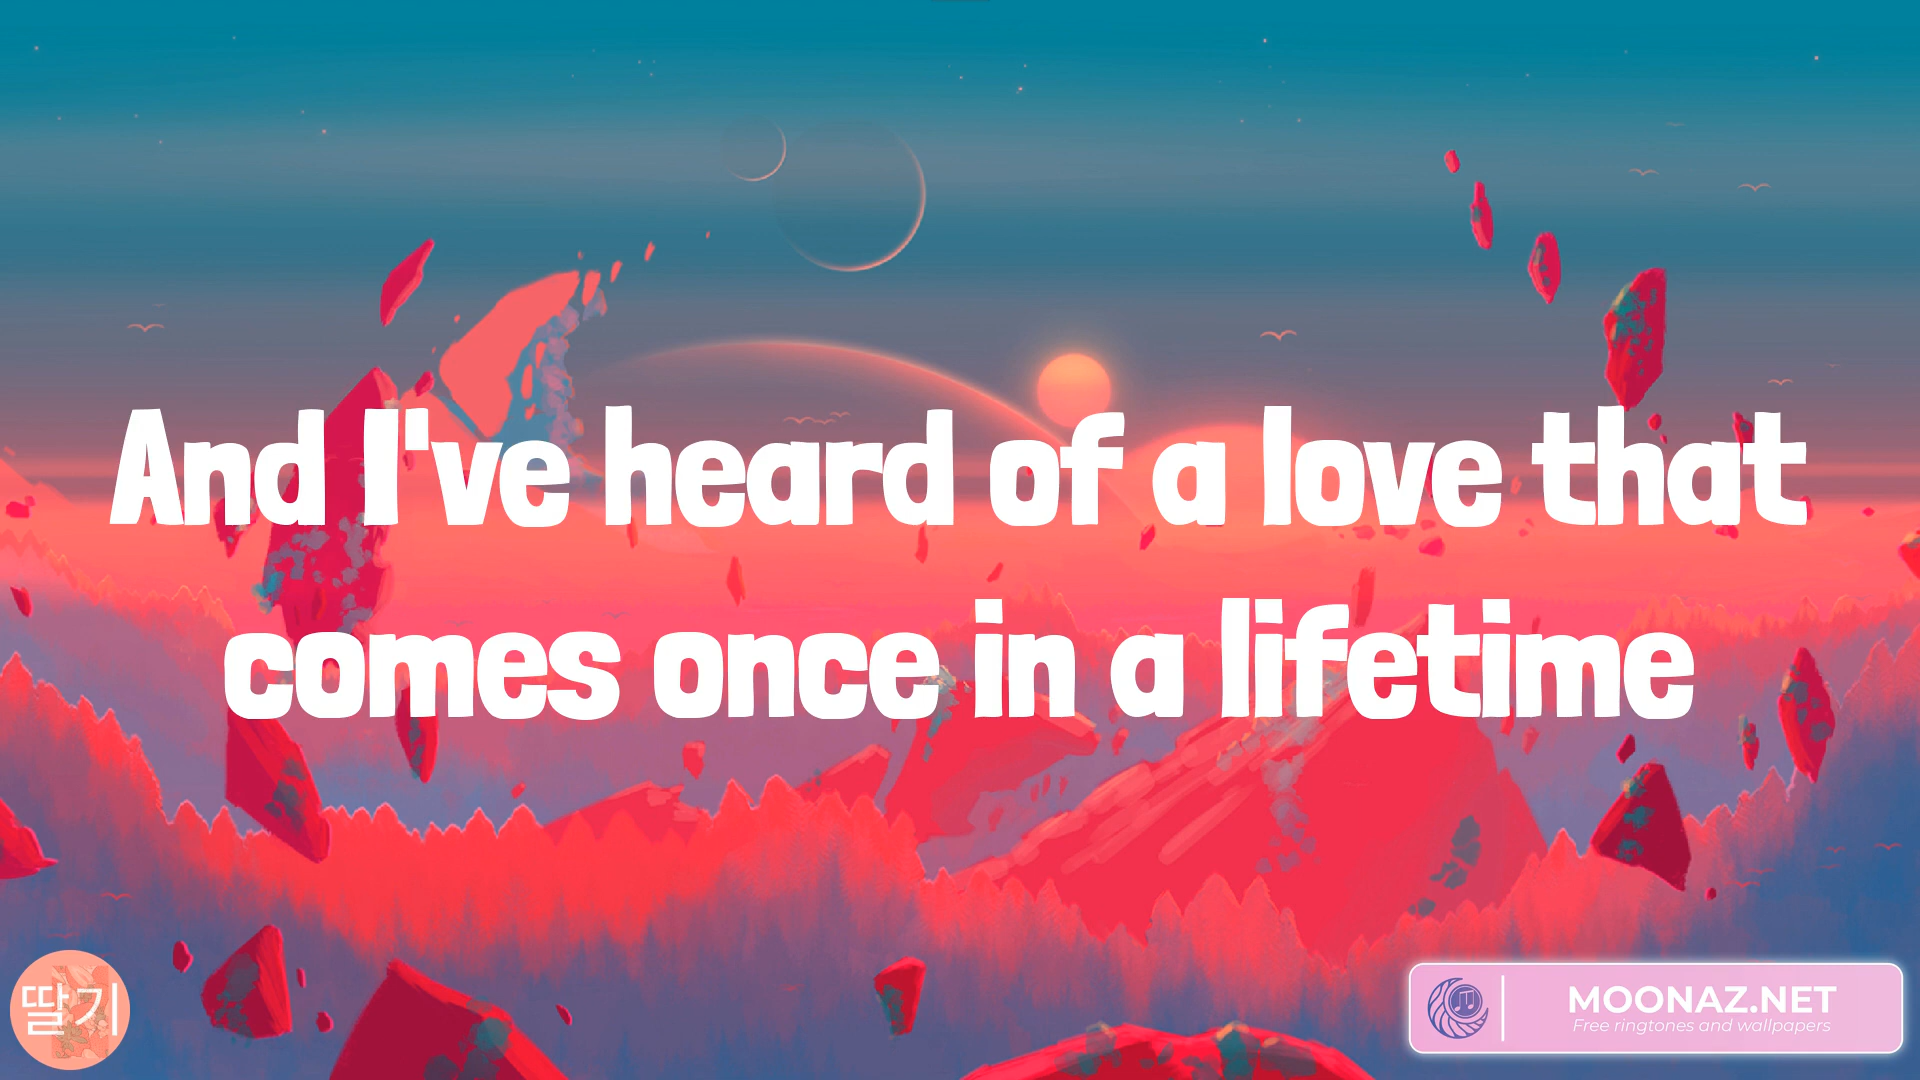 And I've heard of a love that
comes once in a lifetime
딸기
MOONAZ.NET
Free ringtones and wallpapers